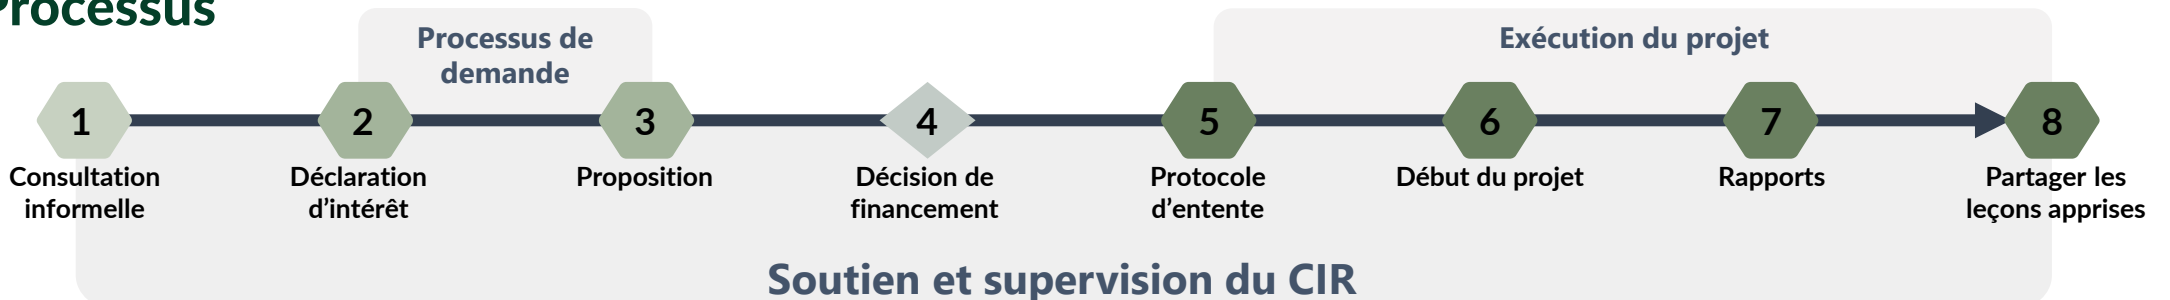 Processus
Processus de
demande
Exécution du projet
1
2
3
4
5
6
7
8
Consultation
informelle
Déclaration
d’intérêt
Proposition
Décision de
financement
Protocole
d’entente
Début du projet
Rapports
Partager les
leçons apprises
Soutien et supervision du CIR